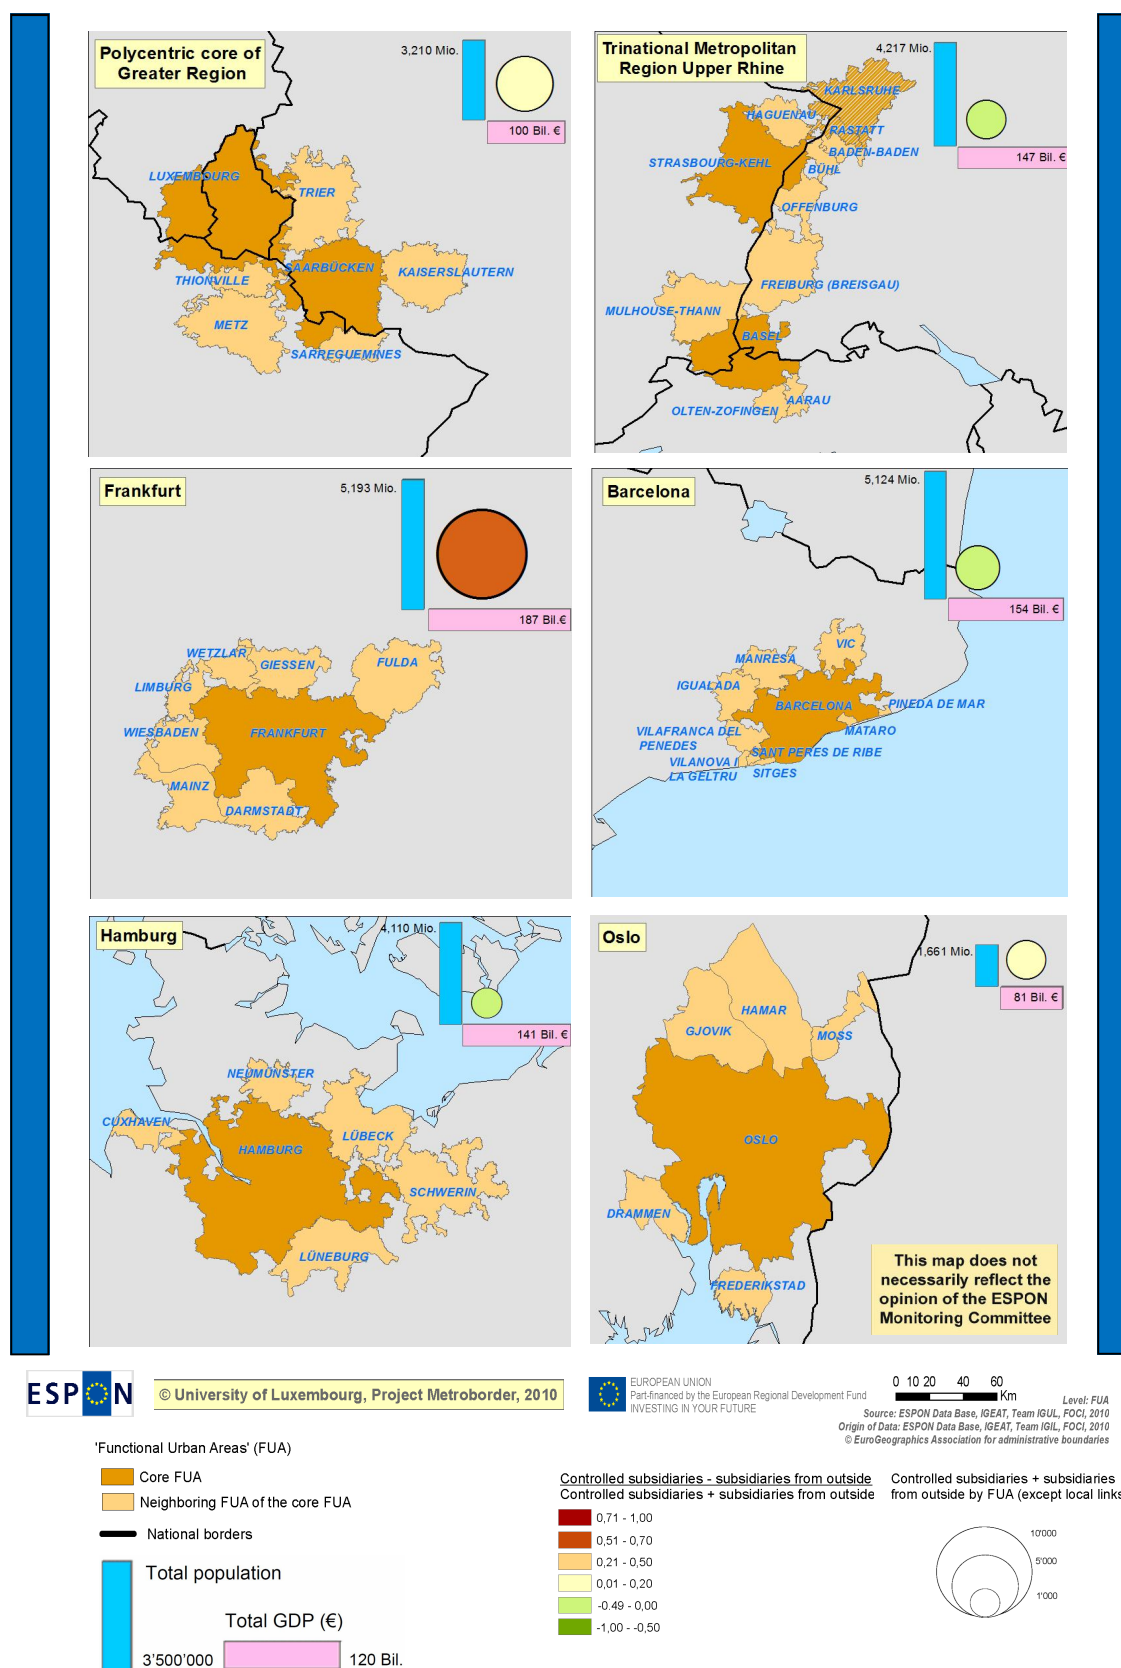 Polycentric core of
Greater Region
3,210 Mio.
100 Bil. €
LUXEMBOURG
TRIER
SAARBÜCKEN
KAISERSLAUTERN
THIONVILLE
METZ
SARREGUEMINES
Trinational Metropolitan
Region Upper Rhine
4,217 Mio.
147 Bil. €
KARLSRUHE
HAGUENAU
RASTATT
BADEN-BADEN
STRASBOURG-KEHL
BÜHL
OFFENBURG
FREIBURG (BREISGAU)
MULHOUSE-THANN
BASEL
AARAU
OLTEN-ZOFINGEN
Frankfurt
5,193 Mio.
187 Bil.€
WETZLAR
GIESSEN
FULDA
LIMBURG
WIESBADEN
FRANKFURT
MAINZ
DARMSTADT
Barcelona
5,124 Mio.
154 Bil. €
VIC
MANRESA
IGUALADA
BARCELONA
PINEDA DE MAR
VILAFRANCA DEL
PENEDES
MATARO
SANT PERES DE RIBE
VILANOVA I
LA GELTRU
SITGES
Hamburg
4,110 Mio.
141 Bil. €
NEUMÜNSTER
CUXHAVEN
LÜBECK
HAMBURG
SCHWERIN
LÜNEBURG
Oslo
1,661 Mio.
81 Bil. €
HAMAR
GJOVIK
MOSS
OSLO
DRAMMEN
FREDERIKSTAD
This map does not
necessarily reflect the
opinion of the ESPON
Monitoring Committee
ESPON
© University of Luxembourg, Project Metroborder, 2010
EUROPEAN UNION
Part-financed by the European Regional Development Fund
INVESTING IN YOUR FUTURE
0 10 20 40 60
Km
Level: FUA
Source: ESPON Data Base, IGEAT, Team IGUL, FOCI, 2010
Origin of Data: ESPON Data Base, IGEAT, Team IGIL, FOCI, 2010
© EuroGeographics Association for administrative boundaries
'Functional Urban Areas' (FUA)
Core FUA
Neighboring FUA of the core FUA
National borders
Total population
Total GDP (€)
3'500'000
120 Bil.
Controlled subsidiaries - subsidiaries from outside
Controlled subsidiaries + subsidiaries from outside
0,71 - 1,00
0,51 - 0,70
0,21 - 0,50
0,01 - 0,20
-0.49 - 0,00
-1,00 - -0,50
Controlled subsidiaries + subsidiaries
from outside by FUA (except local links
10'000
5'000
1'000